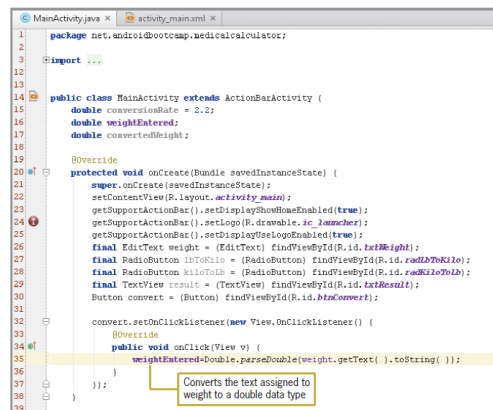 MainActivity.java × activity_main.xml ×
1 package net.androidbootcamp.medicalcalculator;
2
3 import ...
12
13
14 public class MainActivity extends ActionBarActivity {
15 double conversionRate = 2.2;
16 double weightEntered;
17 double convertedWeight;
18
19 @Override
20 protected void onCreate(Bundle savedInstanceState) {
21 super.onCreate(savedInstanceState);
22 setContentView(R.layout.activity_main);
23 getSupportActionBar().setDisplayShowHomeEnabled(true);
24 getSupportActionBar().setLogo(R.drawable.ic_launcher);
25 getSupportActionBar().setDisplayUseLogoEnabled(true);
26 final EditText weight = (EditText) findViewById(R.id.txtWeight);
27 final RadioButton lbToKilo = (RadioButton) findViewById(R.id.radLbToKilo);
28 final RadioButton kiloToLb = (RadioButton) findViewById(R.id.radKiloToLb);
29 final TextView result = (TextView) findViewById(R.id.txtResult);
30 Button convert = (Button) findViewById(R.id.btnConvert);
31
32 convert.setOnClickListener(new View.OnClickListener() {
33 @Override
34 public void onClick(View v) {
35 weightEntered=Double.parseDouble(weight.getText( ).toString( ));
36 }
37 });
38 }
39
Converts the text assigned to
weight to a double data type